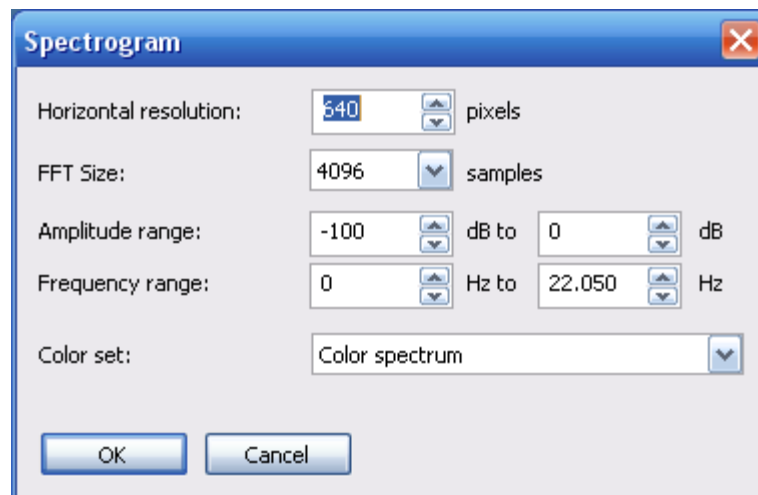 Spectrogram
Horizontal resolution: 640 pixels
FFT Size: 4096 samples
Amplitude range: -100 dB to 0 dB
Frequency range: 0 Hz to 22.050 Hz
Color set: Color spectrum
OK Cancel